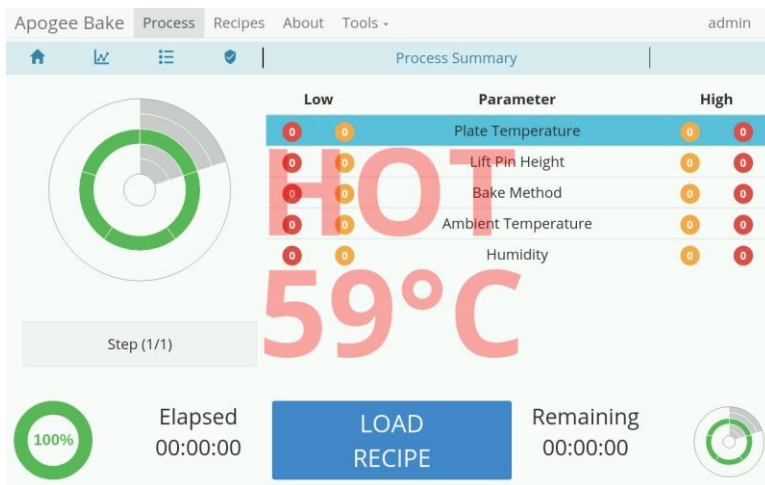 Apogee Bake Process Recipes About Tools admin
Process Summary
Low Parameter High
0 0 Plate Temperature 0 0
0 0 Lift Pin Height 0 0
0 0 Bake Method 0 0
0 0 Ambient Temperature 0 0
0 0 Humidity 0 0
HOT
59°C
Step (1/1)
100%
Elapsed
00:00:00
LOAD
RECIPE
Remaining
00:00:00